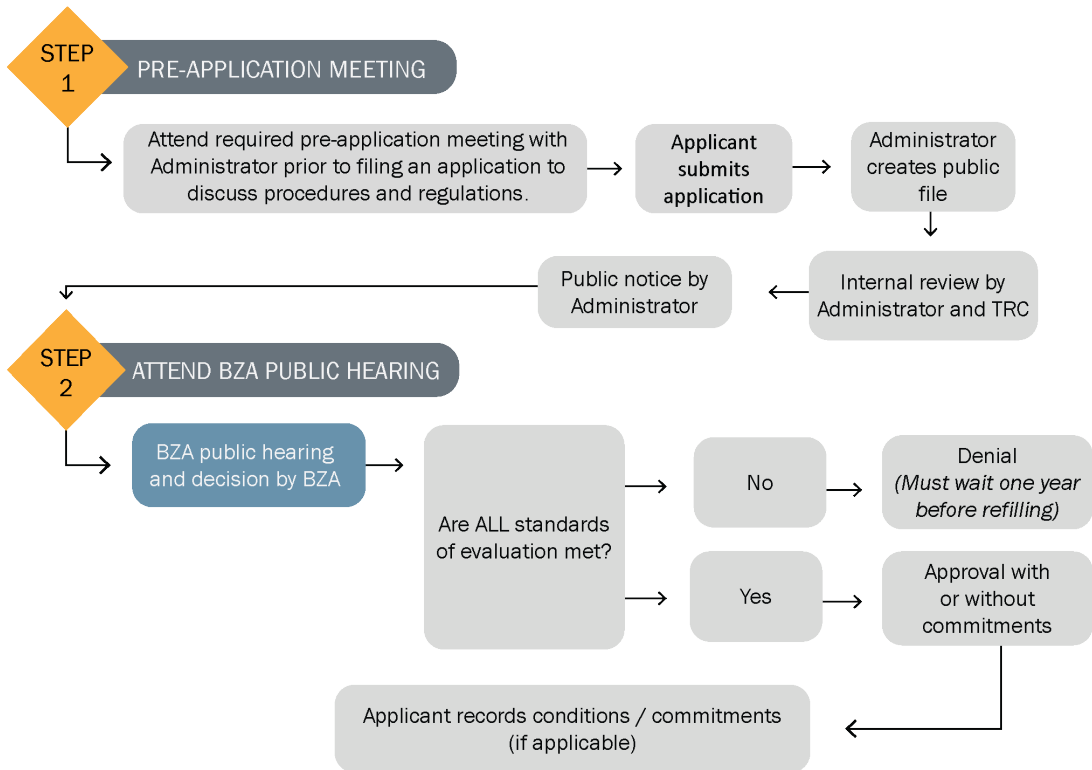 STEP
1
PRE-APPLICATION MEETING
Attend required pre-application meeting with
Administrator prior to filing an application to
discuss procedures and regulations.
Applicant
submits
application
Administrator
creates public
file
Internal review by
Administrator and TRC
Public notice by
Administrator
STEP
2
ATTEND BZA PUBLIC HEARING
BZA public hearing
and decision by BZA
Are ALL standards
of evaluation met?
No
Denial
(Must wait one year
before refilling)
Yes
Approval with
or without
commitments
Applicant records conditions / commitments
(if applicable)